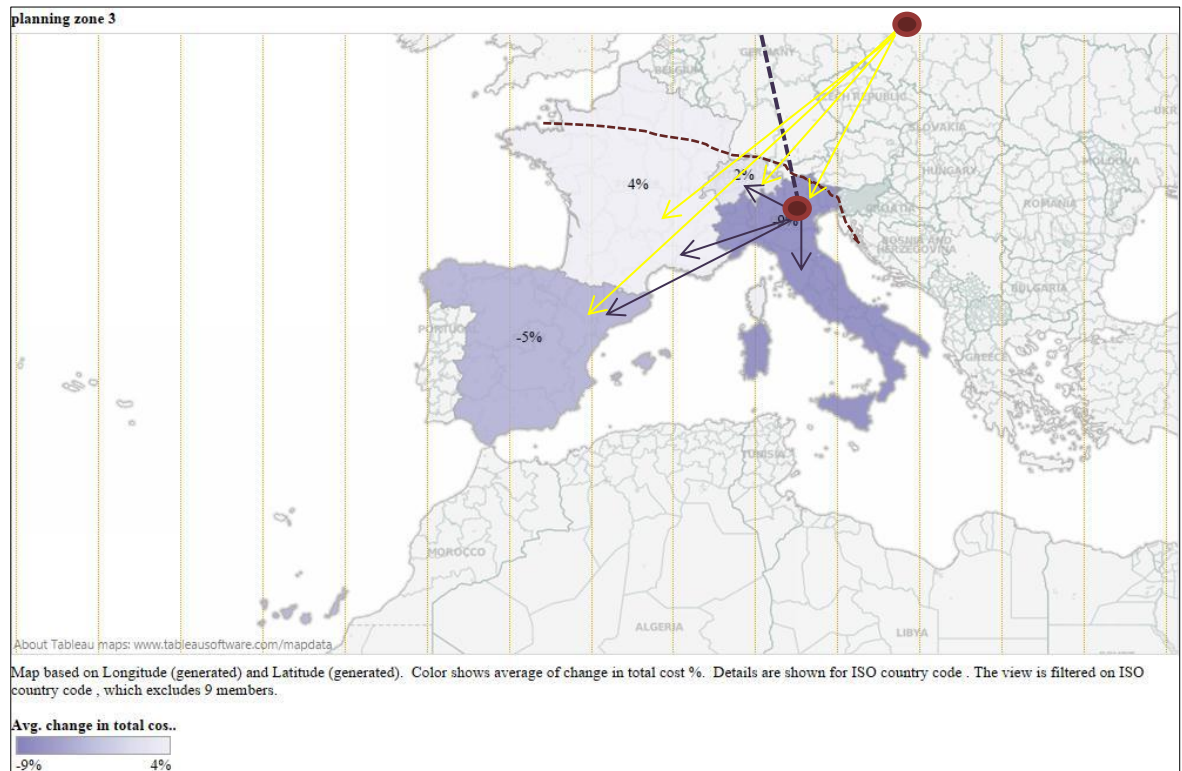 planning zone 3
GERMANY
BELGIUM
CZECH REPUBLIC
UKR
SLOVAKIA
4%
2%
HUNGARY
ROMANIA
CROATIA
-9%
BOSNIA AND
HERZEGOVINA
BULGARIA
PORTUGAL
-5%
GREECE
TUNISIA
MOROCCO
ALGERIA
LIBYA
About Tableau maps: www.tableausoftware.com/mapdata
Map based on Longitude (generated) and Latitude (generated).  Color shows average of change in total cost %.  Details are shown for ISO country code . The view is filtered on ISO
country code , which excludes 9 members.
Avg. change in total cos..
-9%
4%